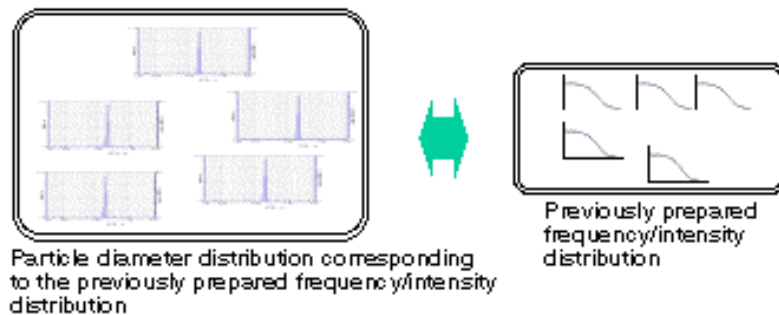 Particle diameter distribution corresponding
to the previously prepared frequency/intensity
distribution
Previously prepared
frequency/intensity
distribution